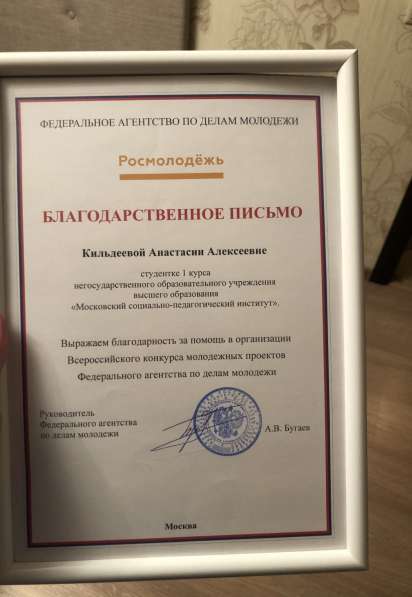 ФЕДЕРАЛЬНОЕ АГЕНТСТВО ПО ДЕЛАМ МОЛОДЕЖИ
Росмолодёжь
БЛАГОДАРСТВЕННОЕ ПИСЬМО
Кильдеевой Анастасии Алексеевне
студентке 1 курса
негосударственного образовательного учреждения
высшего образования
«Московский социально-педагогический институт».
Выражаем благодарность за помощь в организации
Всероссийского конкурса молодежных проектов
Федерального агентства по делам молодежи
Руководитель
Федерального агентства
по делам молодежи
А.В. Бугаев
Москва